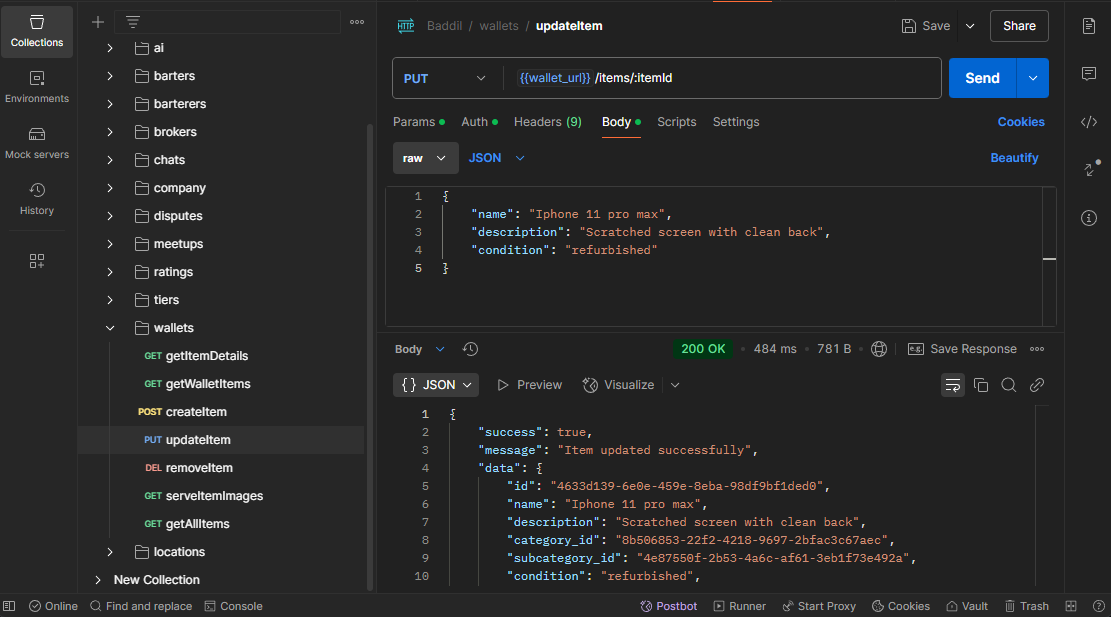 Collections
Environments
Mock servers
History
ai
barters
barterers
brokers
chats
company
disputes
meetups
ratings
tiers
wallets
GET getItemDetails
GET getWalletItems
POST createItem
PUT updateItem
DEL removeItem
GET serveItemImages
GET getAllItems
locations
New Collection
HTTP Baddil / wallets / updateItem
Save
Share
PUT
{{wallet_url}} /items/:itemId
Send
Params Auth Headers (9) Body Scripts Settings
Cookies
raw JSON
Beautify
1 {
2 "name": "Iphone 11 pro max",
3 "description": "Scratched screen with clean back",
4 "condition": "refurbished"
5 }
Body 200 OK • 484 ms • 781 B • e.g. Save Response
{} JSON Preview Visualize
1 {
2 "success": true,
3 "message": "Item updated successfully",
4 "data": {
5 "id": "4633d139-6e0e-459e-8eba-98df9bf1ded0",
6 "name": "Iphone 11 pro max",
7 "description": "Scratched screen with clean back",
8 "category_id": "8b506853-22f2-4218-9697-2bfac3c67aec",
9 "subcategory_id": "4e87550f-2b53-4a6c-af61-3eb1f73e492a",
10 "condition": "refurbished",
Online Find and replace Console Postbot Runner Start Proxy Cookies Vault Trash